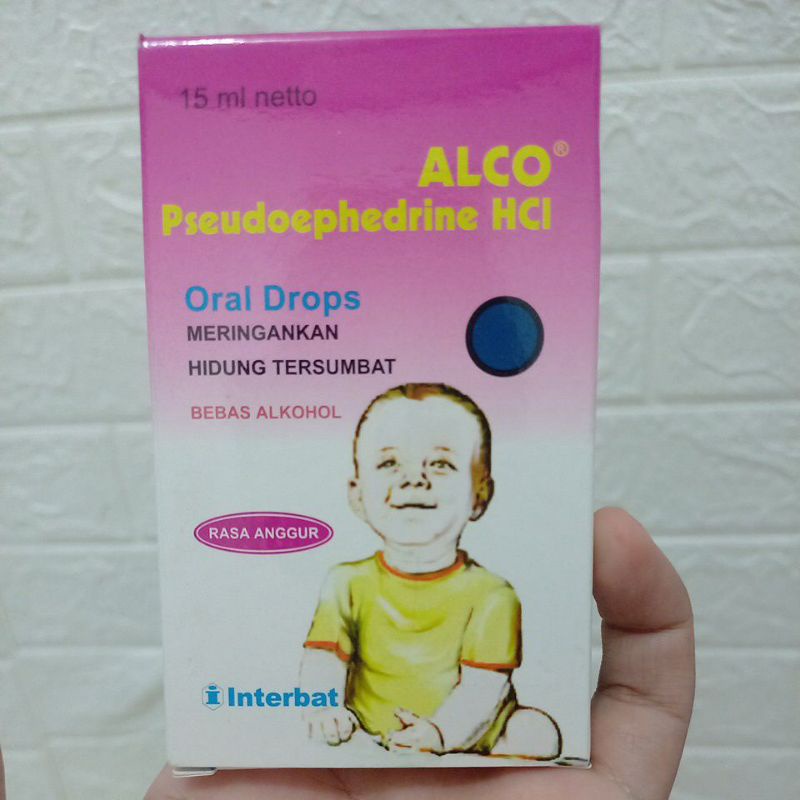 15 ml netto
ALCO®
Pseudoephedrine HCl
Oral Drops
MERINGANKAN
HIDUNG TERSUMBAT
BEBAS ALKOHOL
RASA ANGGUR
i Interbat